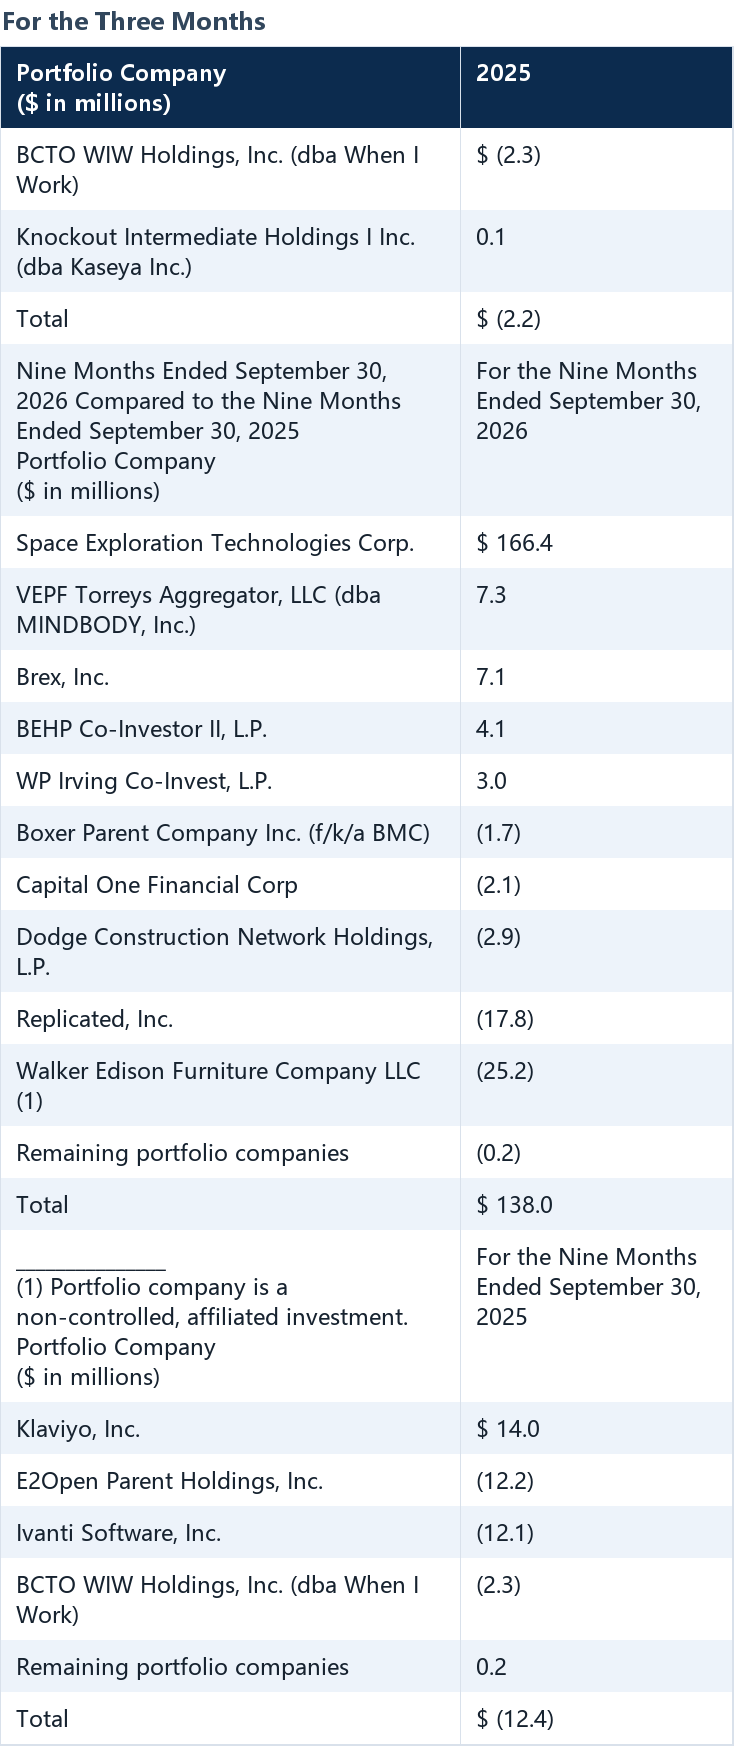 For the Three Months
Portfolio Company
($ in millions)
2025
BCTO WIW Holdings, Inc. (dba When I
Work)
$ (2.3)
Knockout Intermediate Holdings I Inc.
(dba Kaseya Inc.)
0.1
Total
$ (2.2)
Nine Months Ended September 30,
2026 Compared to the Nine Months
Ended September 30, 2025
Portfolio Company
($ in millions)
For the Nine Months
Ended September 30,
2026
Space Exploration Technologies Corp.
$ 166.4
VEPF Torreys Aggregator, LLC (dba
MINDBODY, Inc.)
7.3
Brex, Inc.
7.1
BEHP Co-Investor II, L.P.
4.1
WP Irving Co-Invest, L.P.
3.0
Boxer Parent Company Inc. (f/k/a BMC)
(1.7)
Capital One Financial Corp
(2.1)
Dodge Construction Network Holdings,
L.P.
(2.9)
Replicated, Inc.
(17.8)
Walker Edison Furniture Company LLC
(1)
(25.2)
Remaining portfolio companies
(0.2)
Total
$ 138.0
_______________
(1) Portfolio company is a
non-controlled, affiliated investment.
Portfolio Company
($ in millions)
For the Nine Months
Ended September 30,
2025
Klaviyo, Inc.
$ 14.0
E2Open Parent Holdings, Inc.
(12.2)
Ivanti Software, Inc.
(12.1)
BCTO WIW Holdings, Inc. (dba When I
Work)
(2.3)
Remaining portfolio companies
0.2
Total
$ (12.4)